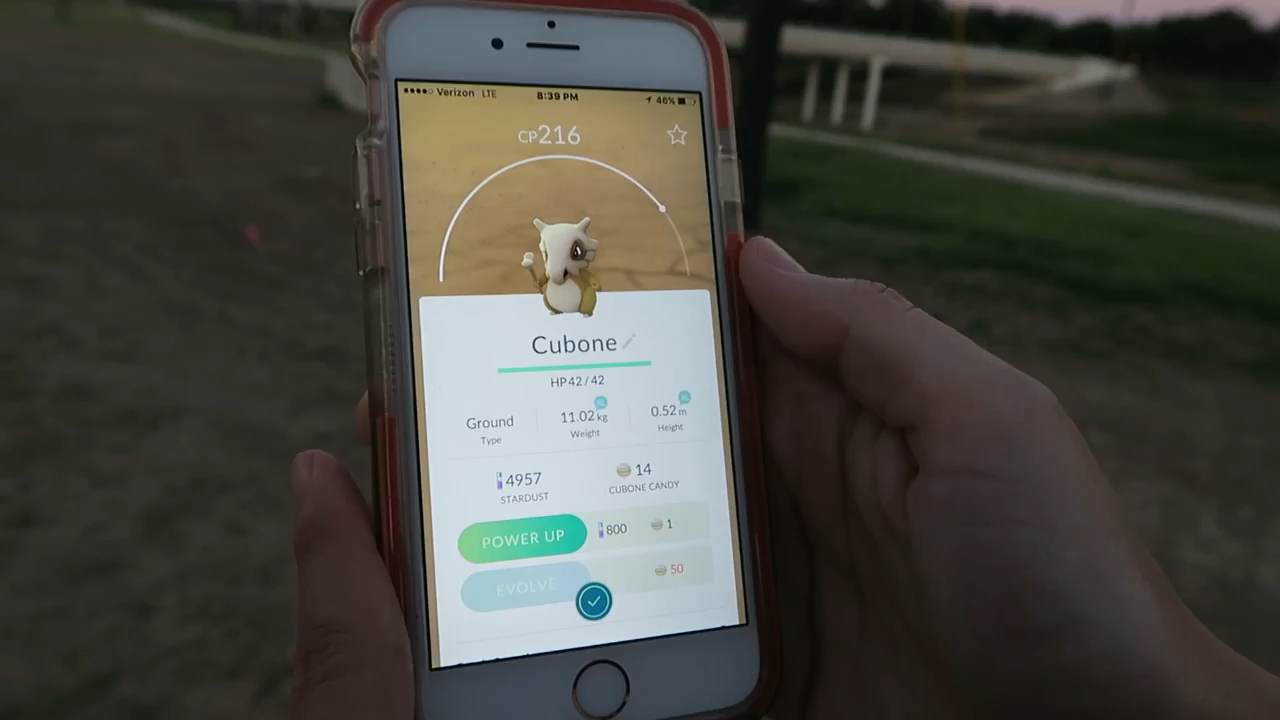 Verizon LTE 8:39 PM 46%
CP216
Cubone
HP 42 / 42
Ground 11.02 kg 0.52 m
Type Weight Height
4957 14
STARDUST CUBONE CANDY
POWER UP 800 1
EVOLVE 50